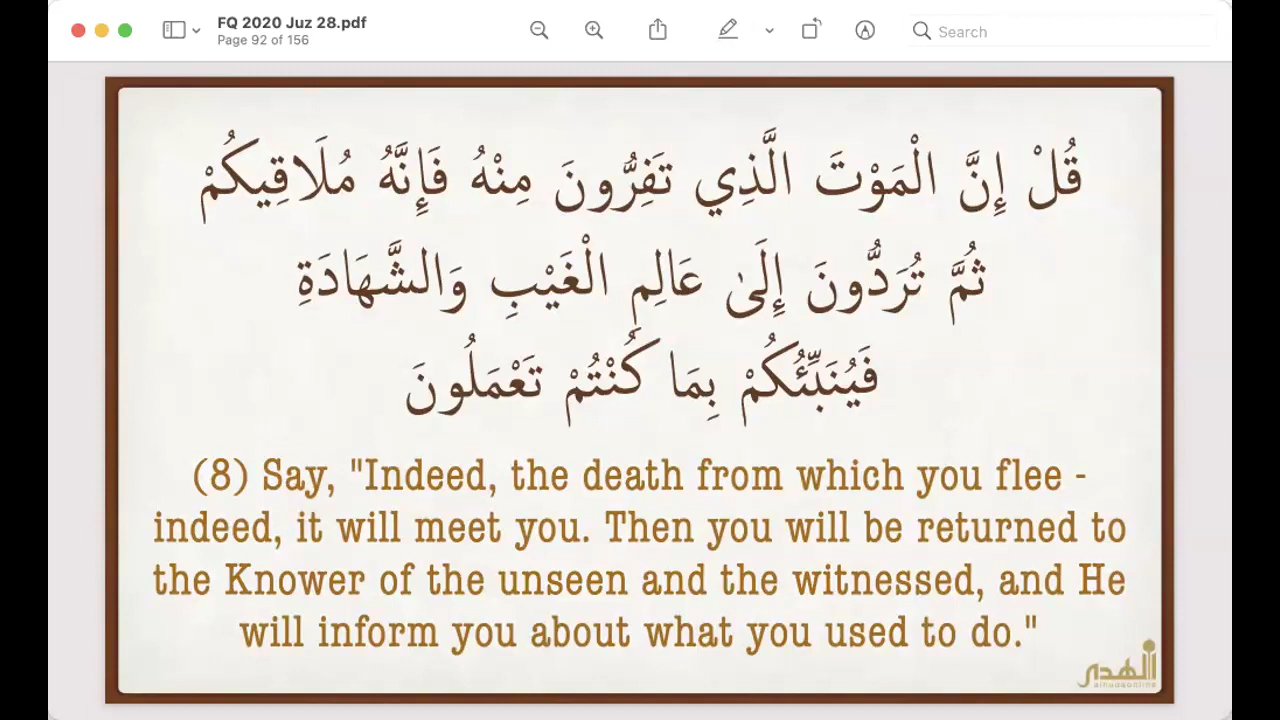 FQ 2020 Juz 28.pdf
Page 92 of 156
Search
قُلْ إِنَّ الْمَوْتَ الَّذِي تَفِرُّونَ مِنْهُ فَإِنَّهُ مُلَاقِيكُمْ
ثُمَّ تُرَدُّونَ إِلَىٰ عَالِمِ الْغَيْبِ وَالشَّهَادَةِ
فَيُنَبِّئُكُمْ بِمَا كُنْتُمْ تَعْمَلُونَ
(8) Say, "Indeed, the death from which you flee -
indeed, it will meet you. Then you will be returned to
the Knower of the unseen and the witnessed, and He
will inform you about what you used to do."
الهدى
alhudaonline